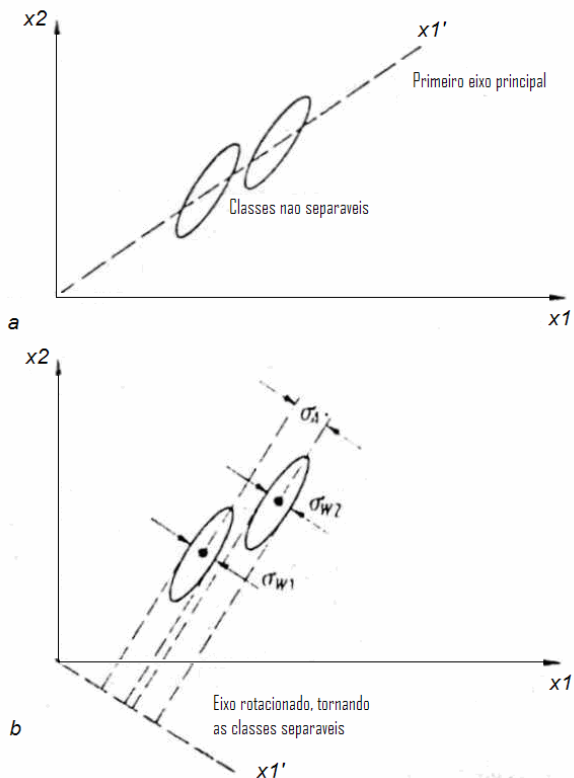 x2
x1'
Primeiro eixo principal
Classes nao separaveis
x1
a
x2
σW2
σW1
x1
Eixo rotacionado, tornando
as classes separaveis
b
x1'